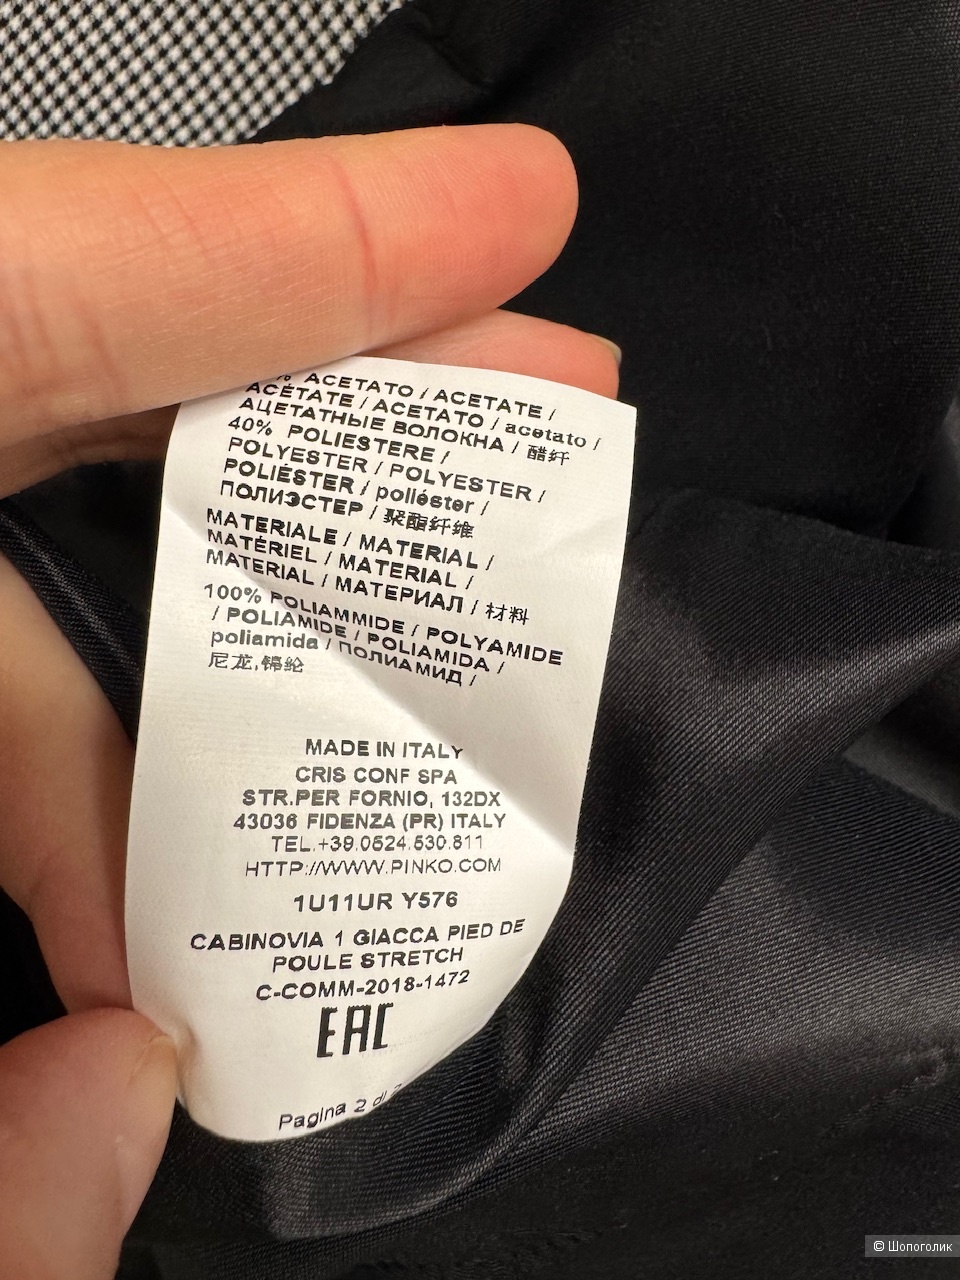 % ACETATO / ACETATE /
ACÉTATE / ACETATO / acetato /
АЦЕТАТНЫЕ ВОЛОКНА / 醋纤
40% POLIESTERE /
POLYESTER / POLYESTER /
POLIÉSTER / poliéster /
ПОЛИЭСТЕР / 聚酯纤维
MATERIALE / MATERIAL /
MATÉRIEL / MATERIAL /
MATERIAL / МАТЕРИАЛ / 材料
100% POLIAMMIDE / POLYAMIDE
/ POLIAMIDE / POLIAMIDA /
poliamida / ПОЛИАМИД /
尼龙,锦纶
MADE IN ITALY
CRIS CONF SPA
STR.PER FORNIO, 132DX
43036 FIDENZA (PR) ITALY
TEL.+39.0524.530.811
HTTP://WWW.PINKO.COM
1U11UR Y576
CABINOVIA 1 GIACCA PIED DE
POULE STRETCH
C-COMM-2018-1472
EAC
Pagina 2 di
© Шопоголик